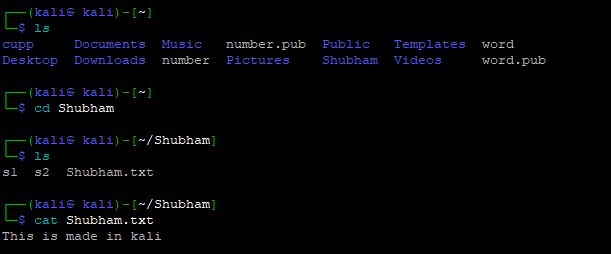 ┌──(kali㉿ kali)-[~]
└─$ ls
cupp     Documents  Music   number.pub  Public   Templates  word
Desktop  Downloads  number  Pictures    Shubham  Videos     word.pub
┌──(kali㉿ kali)-[~]
└─$ cd Shubham
┌──(kali㉿ kali)-[~/Shubham]
└─$ ls
s1  s2  Shubham.txt
┌──(kali㉿ kali)-[~/Shubham]
└─$ cat Shubham.txt
This is made in kali